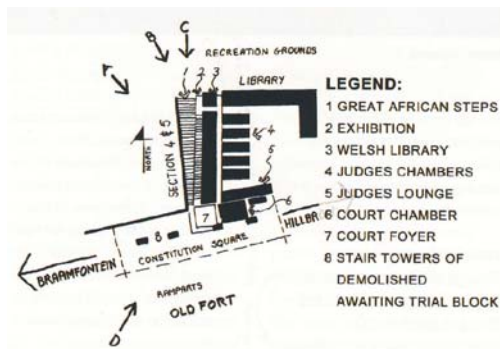 C
B
RECREATION GROUNDS
1 2 3
LIBRARY
NORTH
SECTION 4 & 5
4
5
6
7
8
CONSTITUTION SQUARE
HILLBR
BRAAMFONTEIN
RAMPARTS
OLD FORT
D
LEGEND:
1 GREAT AFRICAN STEPS
2 EXHIBITION
3 WELSH LIBRARY
4 JUDGES CHAMBERS
5 JUDGES LOUNGE
6 COURT CHAMBER
7 COURT FOYER
8 STAIR TOWERS OF
DEMOLISHED
AWAITING TRIAL BLOCK